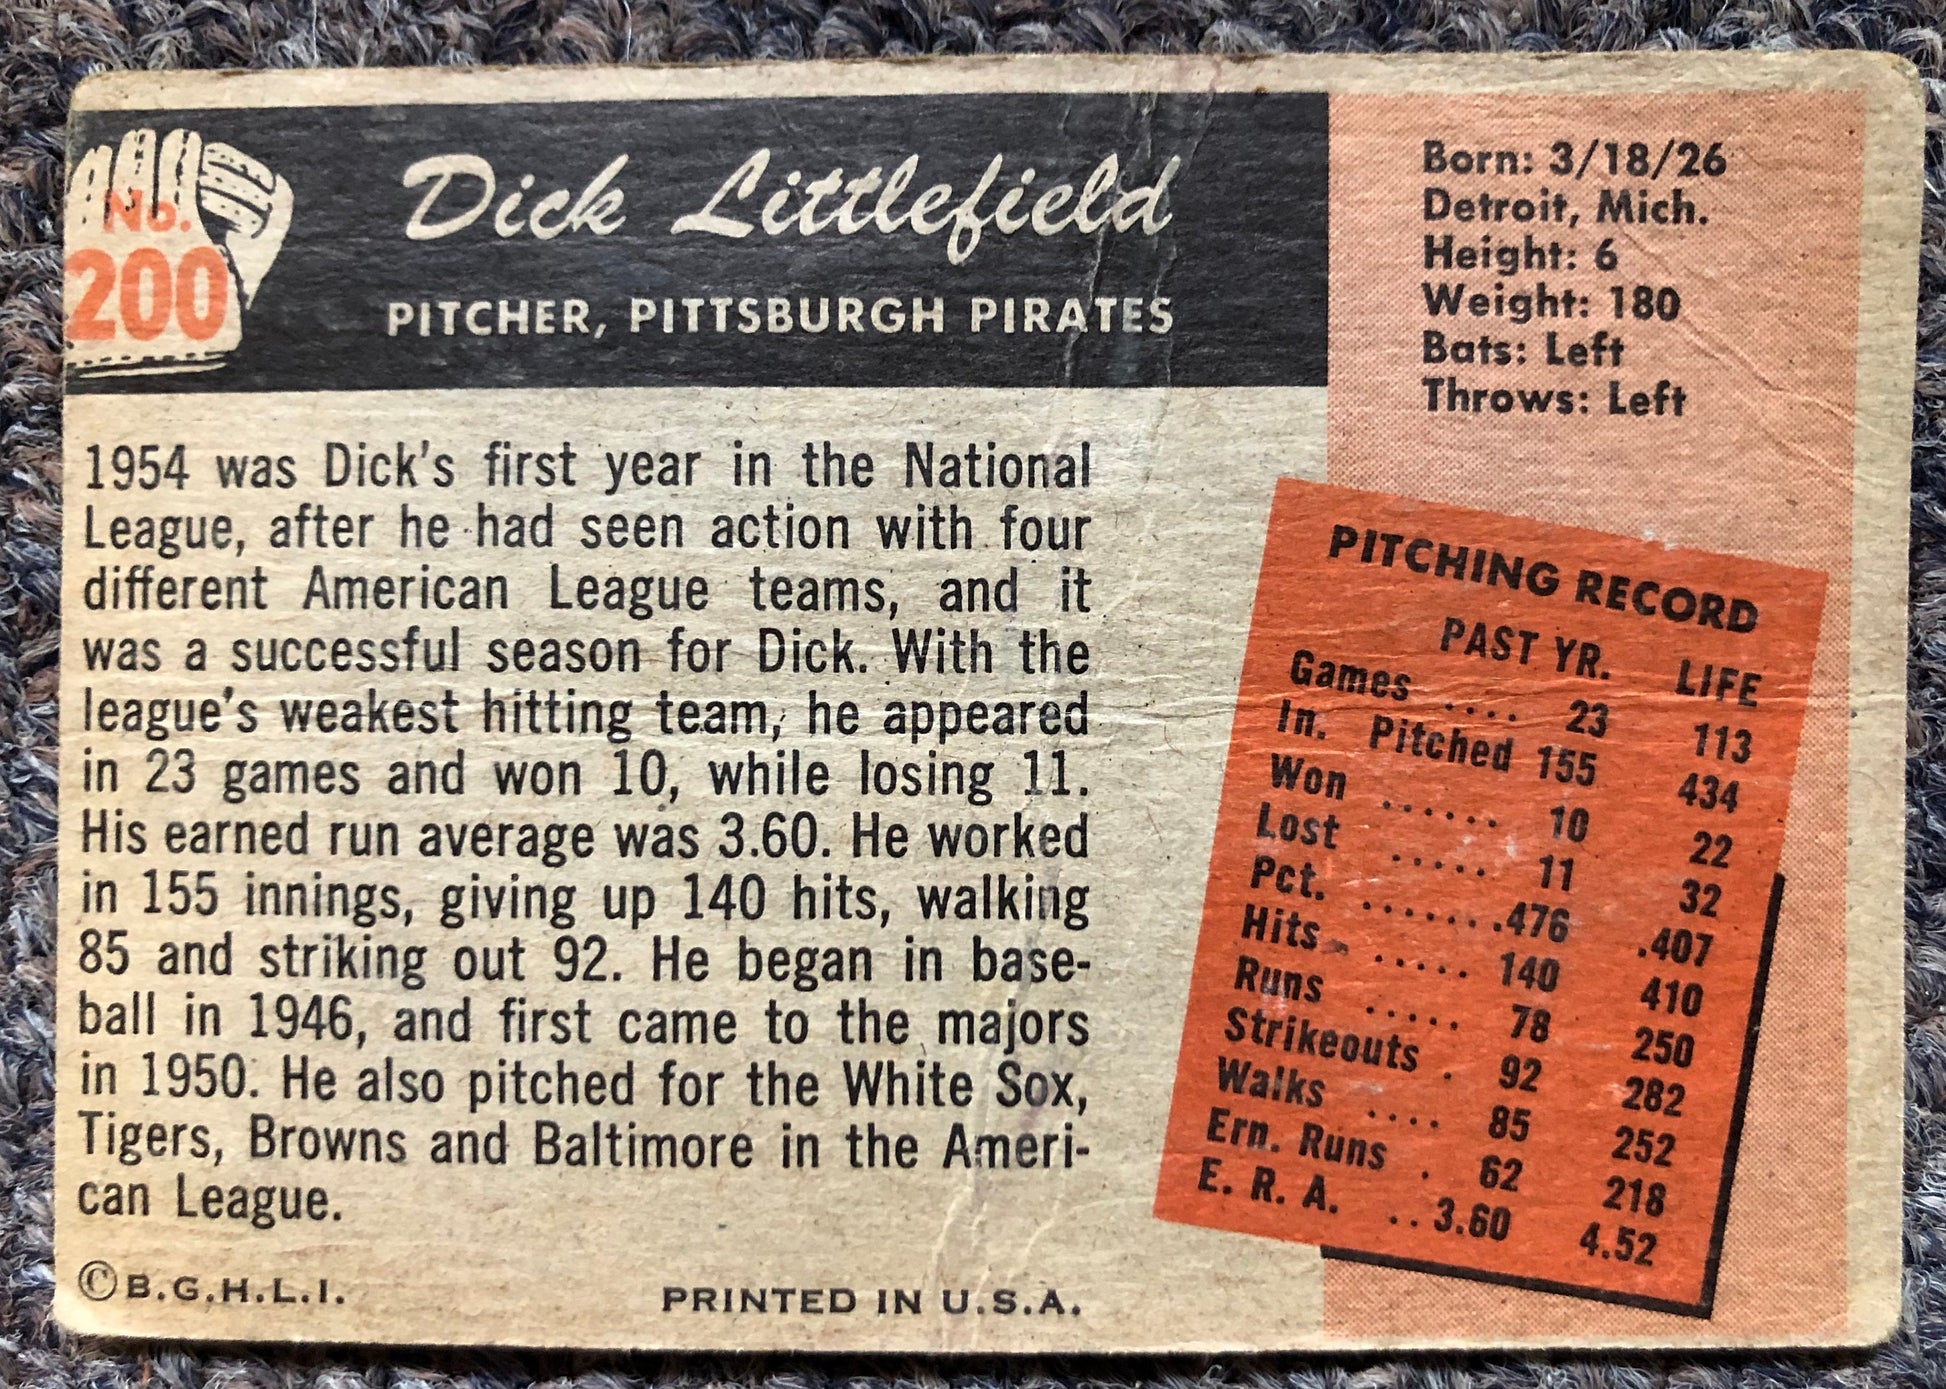 No.
200
Dick Littlefield
PITCHER, PITTSBURGH PIRATES
Born: 3/18/26
Detroit, Mich.
Height: 6
Weight: 180
Bats: Left
Throws: Left
1954 was Dick's first year in the National
League, after he had seen action with four
different American League teams, and it
was a successful season for Dick. With the
league's weakest hitting team, he appeared
in 23 games and won 10, while losing 11.
His earned run average was 3.60. He worked
in 155 innings, giving up 140 hits, walking
85 and striking out 92. He began in base-
ball in 1946, and first came to the majors
in 1950. He also pitched for the White Sox,
Tigers, Browns and Baltimore in the Ameri-
can League.
PITCHING RECORD
PAST YR. LIFE
Games .... 23 113
In. Pitched 155 434
Won ...... 10 22
Lost ..... 11 32
Pct. .......476 .407
Hits ..... 140 410
Runs ..... 78 250
Strikeouts . 92 282
Walks .... 85 252
Ern. Runs . 62 218
E. R. A. ..3.60 4.52
©B.G.H.L.I.
PRINTED IN U.S.A.